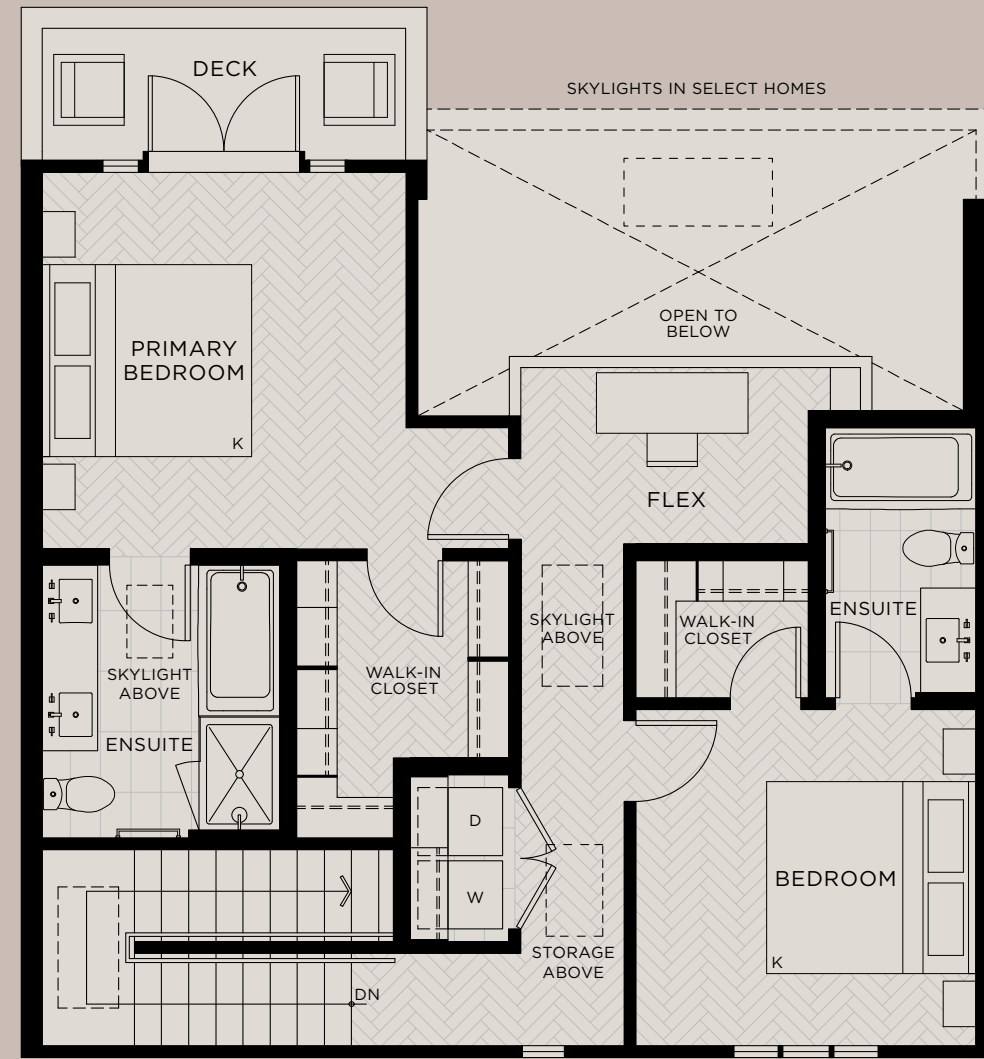 DECK
SKYLIGHTS IN SELECT HOMES
OPEN TO
BELOW
PRIMARY
BEDROOM
K
FLEX
SKYLIGHT
ABOVE
WALK-IN
CLOSET
ENSUITE
SKYLIGHT
ABOVE
WALK-IN
CLOSET
ENSUITE
D
W
BEDROOM
K
STORAGE
ABOVE
DN